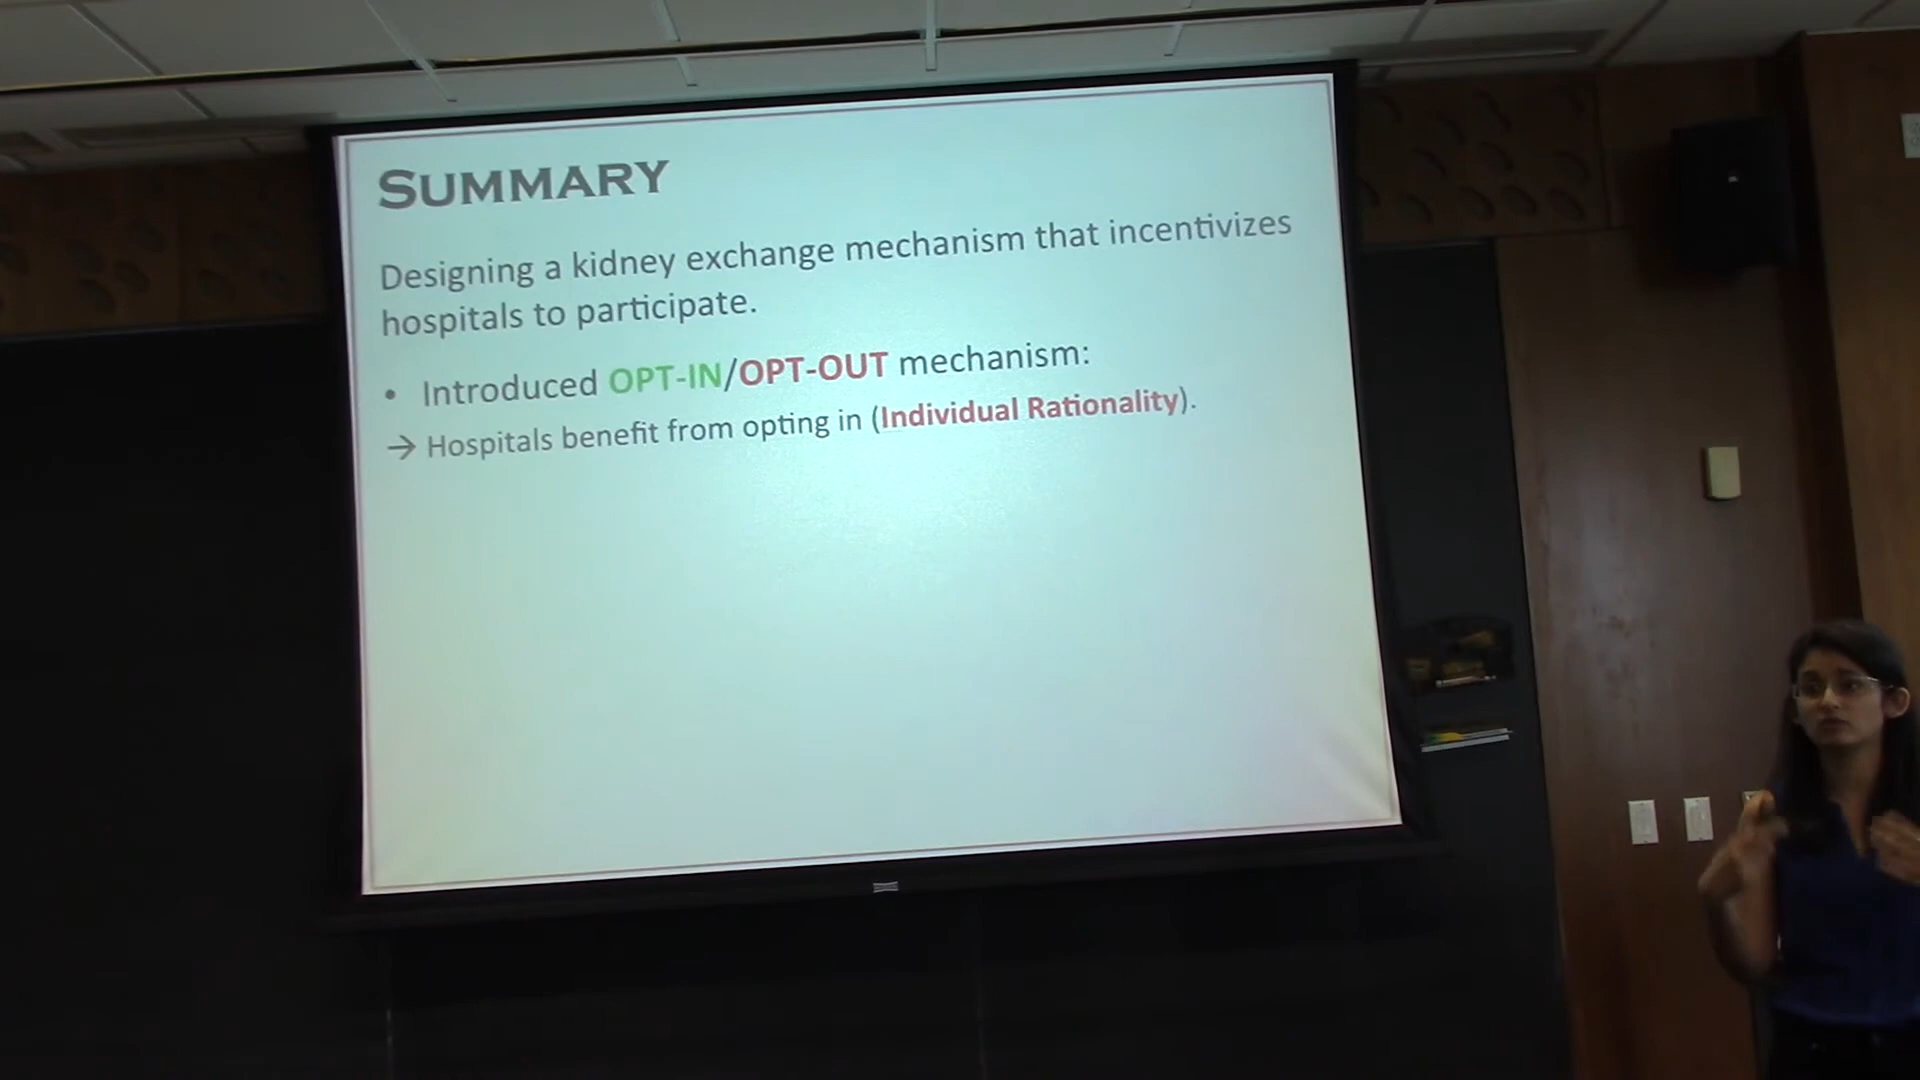 SUMMARY
Designing a kidney exchange mechanism that incentivizes
hospitals to participate.
• Introduced OPT-IN/OPT-OUT mechanism:
→ Hospitals benefit from opting in (Individual Rationality).